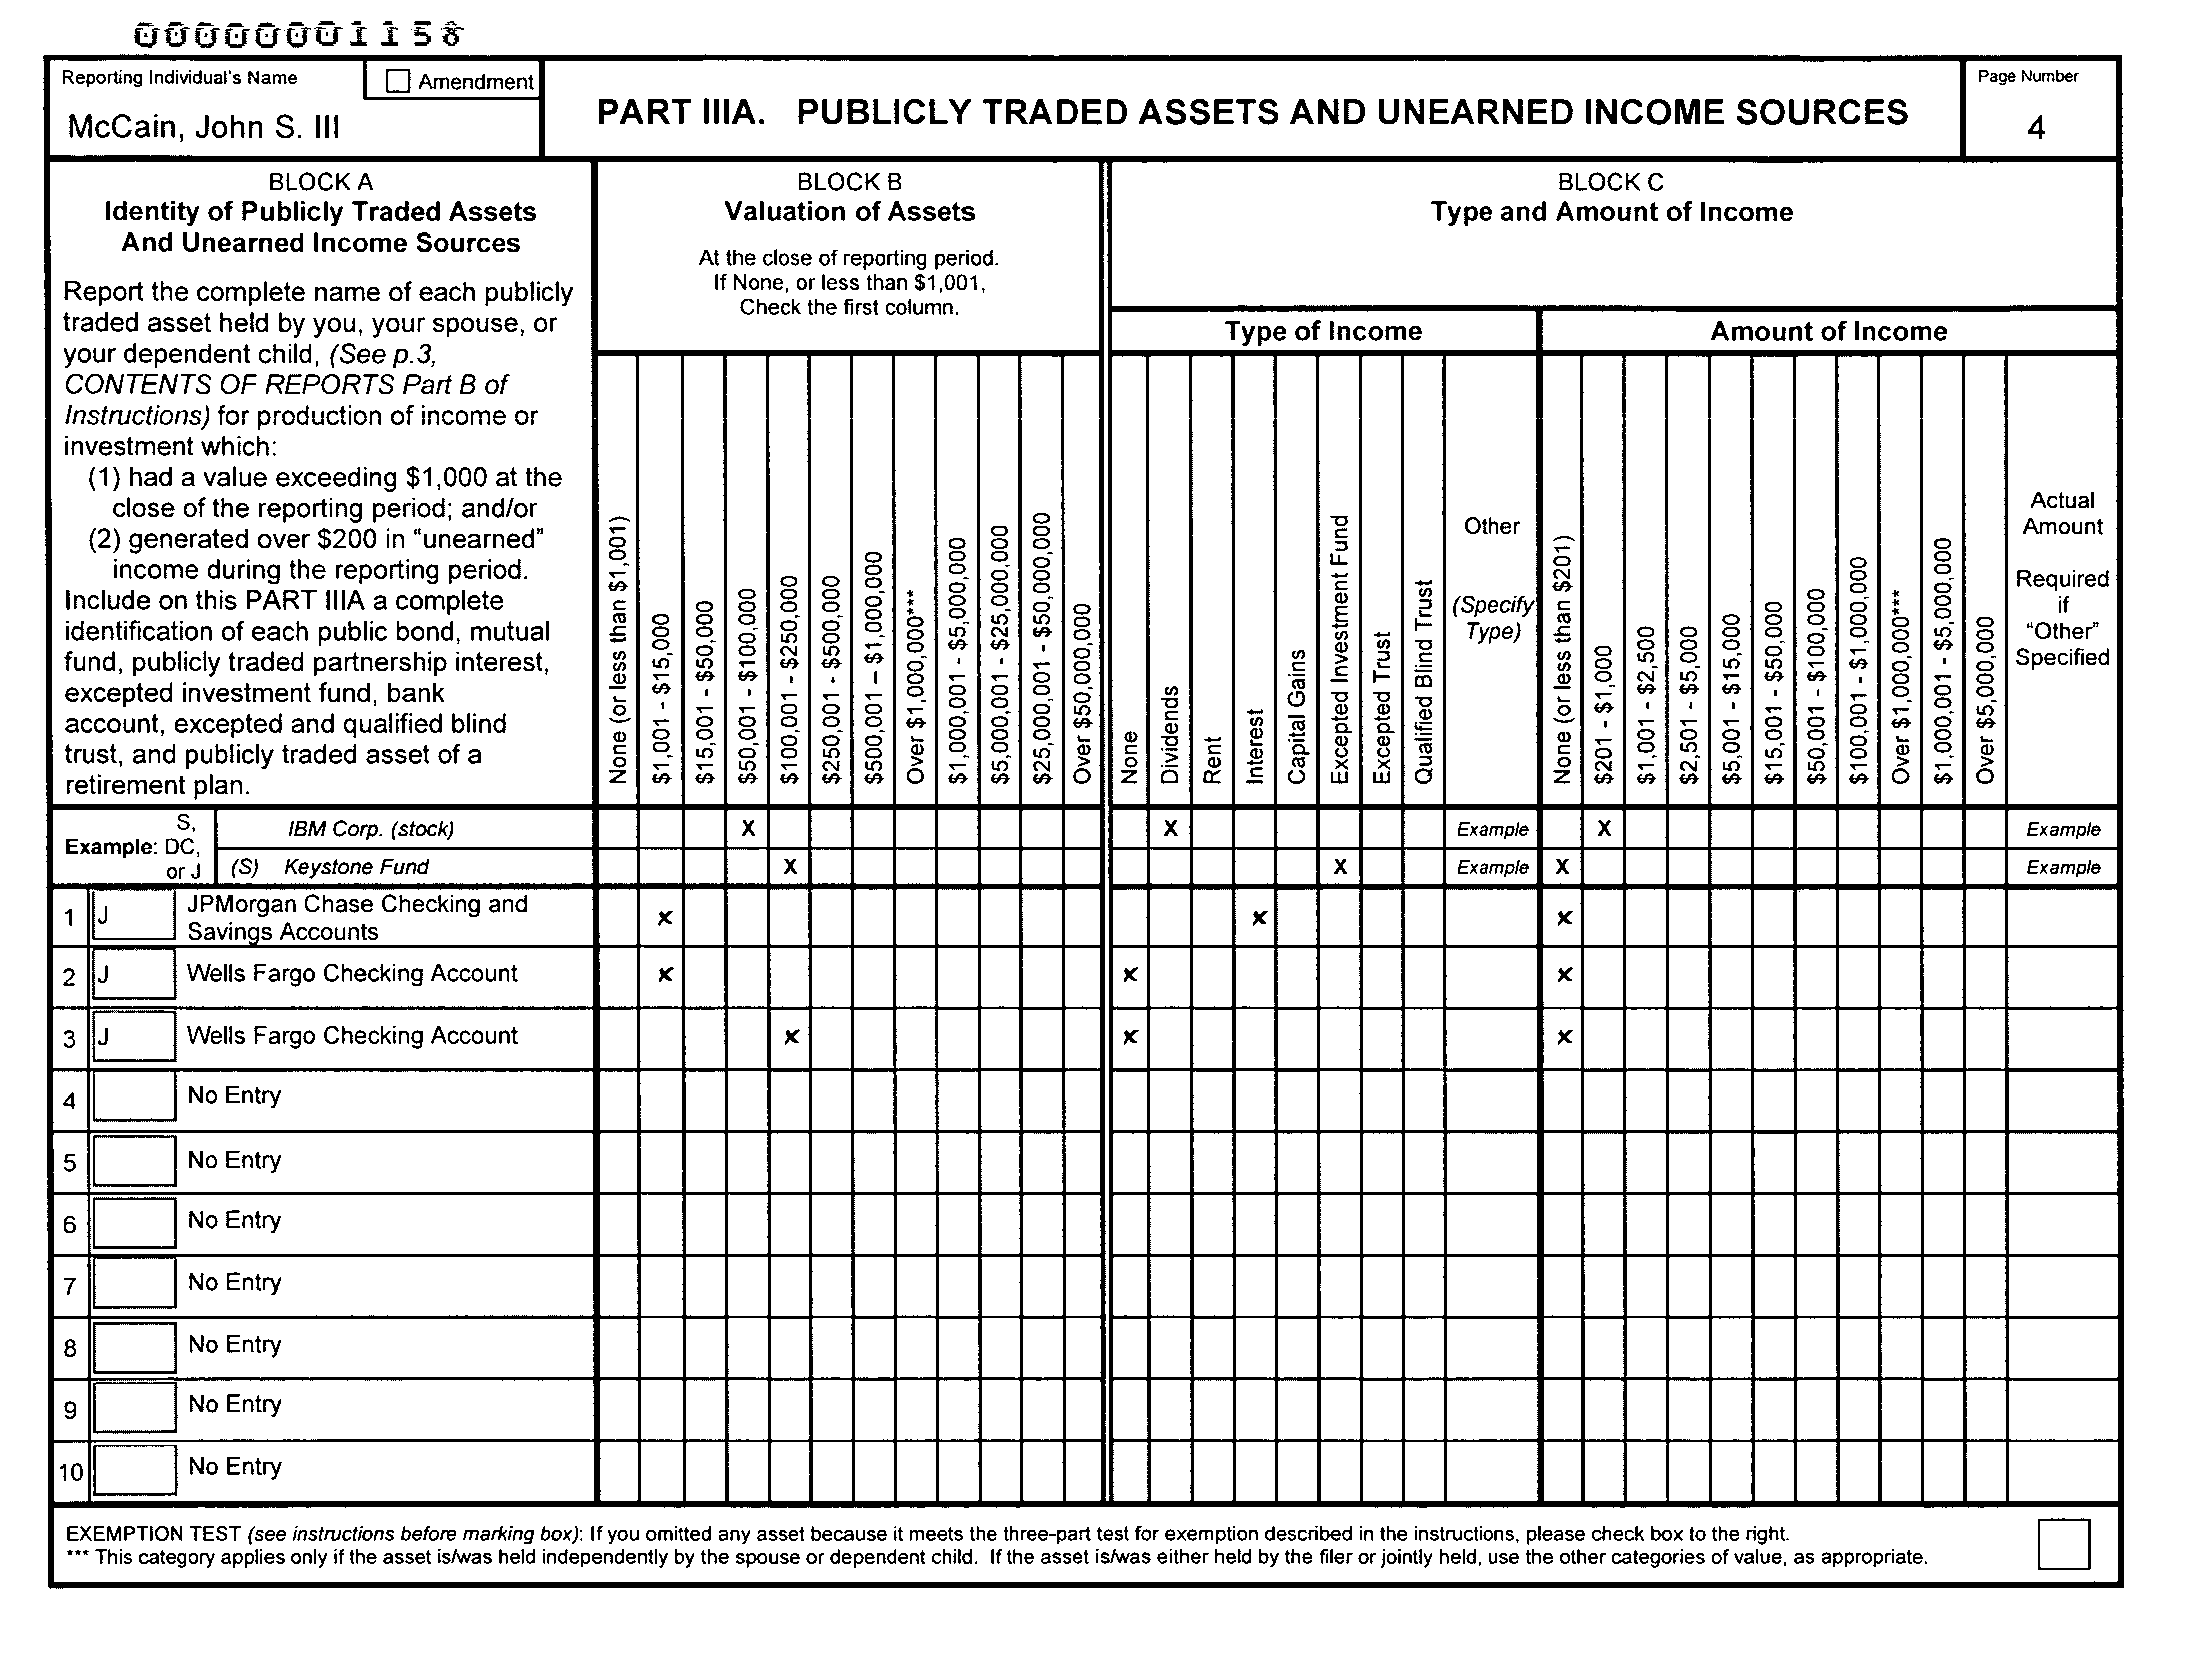 00000001158
Reporting Individual's Name
Amendment
McCain, John S. III
PART IIIA. PUBLICLY TRADED ASSETS AND UNEARNED INCOME SOURCES
Page Number
4
BLOCK A
Identity of Publicly Traded Assets
And Unearned Income Sources
Report the complete name of each publicly
traded asset held by you, your spouse, or
your dependent child, (See p.3,
CONTENTS OF REPORTS Part B of
Instructions) for production of income or
investment which:
(1) had a value exceeding $1,000 at the
close of the reporting period; and/or
(2) generated over $200 in "unearned"
income during the reporting period.
Include on this PART IIIA a complete
identification of each public bond, mutual
fund, publicly traded partnership interest,
excepted investment fund, bank
account, excepted and qualified blind
trust, and publicly traded asset of a
retirement plan.
BLOCK B
Valuation of Assets
At the close of reporting period.
If None, or less than $1,001,
Check the first column.
None (or less than $1,001)
$1,001 - $15,000
$15,001 - $50,000
$50,001 - $100,000
$100,001 - $250,000
$250,001 - $500,000
$500,001 – $1,000,000
Over $1,000,000***
$1,000,001 - $5,000,000
$5,000,001 - $25,000,000
$25,000,001 - $50,000,000
Over $50,000,000
BLOCK C
Type and Amount of Income
Type of Income
None
Dividends
Rent
Interest
Capital Gains
Excepted Investment Fund
Excepted Trust
Qualified Blind Trust
Other
(Specify
Type)
Amount of Income
None (or less than $201)
$201 - $1,000
$1,001 - $2,500
$2,501 - $5,000
$5,001 - $15,000
$15,001 - $50,000
$50,001 - $100,000
$100,001 - $1,000,000
Over $1,000,000***
$1,000,001 - $5,000,000
Over $5,000,000
Actual
Amount
Required
if
"Other"
Specified
Example: S,
DC,
or J
IBM Corp. (stock) X X Example X Example
(S) Keystone Fund X X Example X Example
1 J JPMorgan Chase Checking and
Savings Accounts x x x
2 J Wells Fargo Checking Account x x x
3 J Wells Fargo Checking Account x x x
4 No Entry
5 No Entry
6 No Entry
7 No Entry
8 No Entry
9 No Entry
10 No Entry
EXEMPTION TEST (see instructions before marking box): If you omitted any asset because it meets the three-part test for exemption described in the instructions, please check box to the right.
*** This category applies only if the asset is/was held independently by the spouse or dependent child. If the asset is/was either held by the filer or jointly held, use the other categories of value, as appropriate.